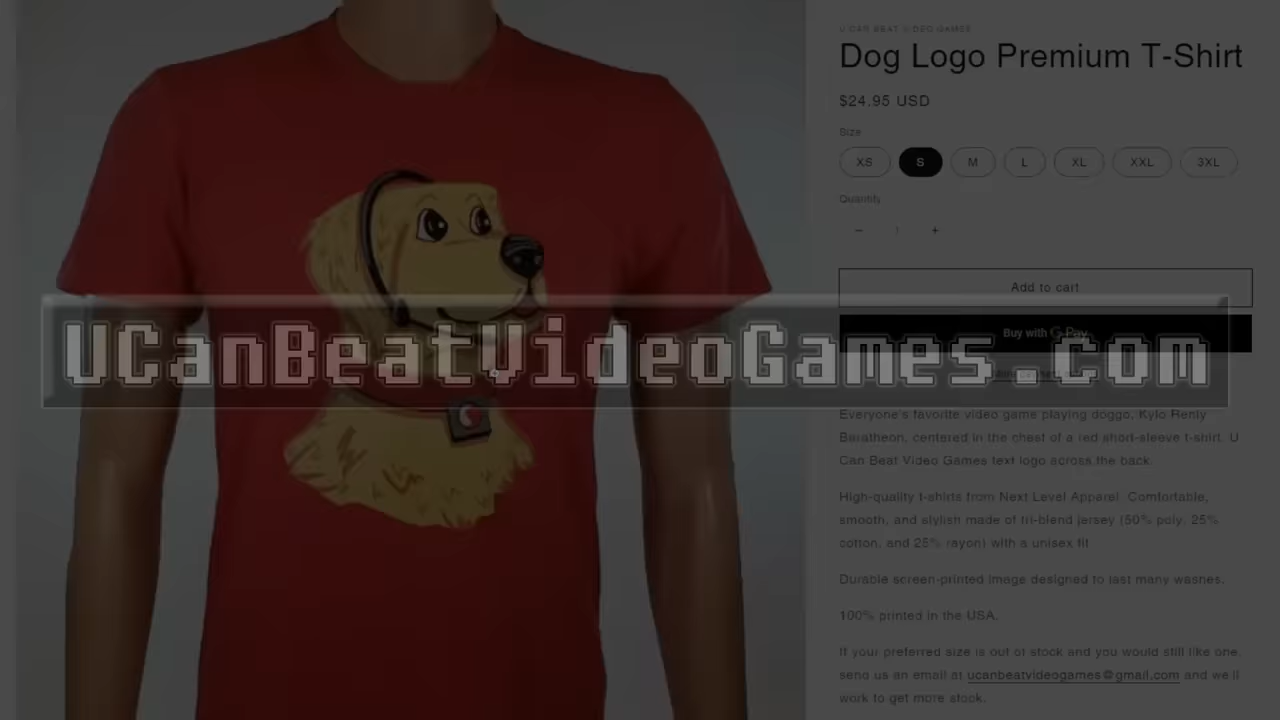 U CAN BEAT VIDEO GAMES
Dog Logo Premium T-Shirt
$24.95 USD
Size
XS S M L XL XXL 3XL
Quantity
− 1 +
Add to cart
Buy with G Pay
UCanBeatVideoGames.com
Everyone's favorite video game playing doggo, Kylo Renly
Baratheon, centered in the chest of a red short-sleeve t-shirt. U
Can Beat Video Games text logo across the back.
High-quality t-shirts from Next Level Apparel. Comfortable,
smooth, and stylish made of tri-blend jersey (50% poly, 25%
cotton, and 25% rayon) with a unisex fit
Durable screen-printed image designed to last many washes.
100% printed in the USA.
If your preferred size is out of stock and you would still like one,
send us an email at ucanbeatvideogames@gmail.com and we'll
work to get more stock.